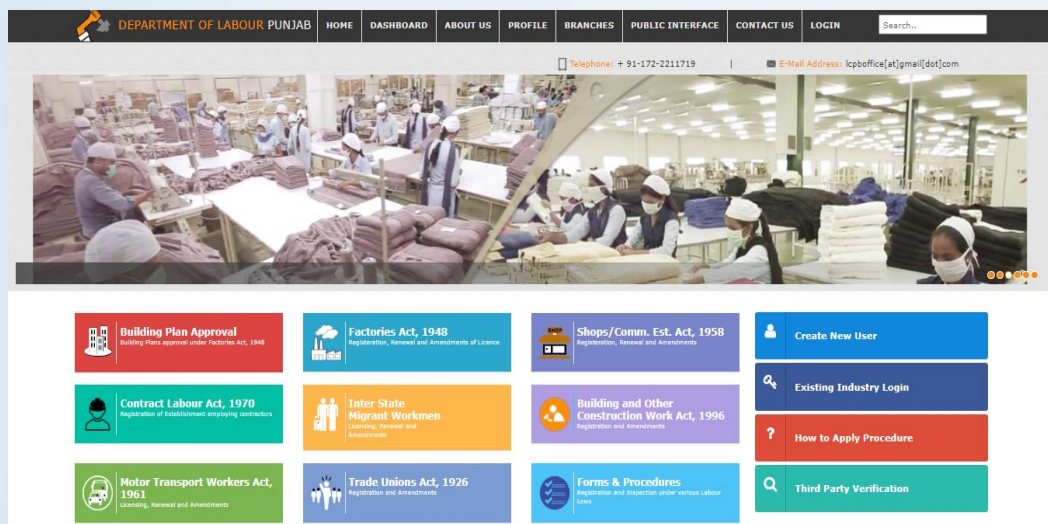 DEPARTMENT OF LABOUR PUNJAB
HOME
DASHBOARD
ABOUT US
PROFILE
BRANCHES
PUBLIC INTERFACE
CONTACT US
LOGIN
Search..
Telephone: + 91-172-2211719 | E-Mail Address: lcpboffice[at]gmail[dot]com
Building Plan Approval
Building Plans approval under Factories Act, 1948
Factories Act, 1948
Registeration, Renewal and Amendments of Licence
SHOP
Shops/Comm. Est. Act, 1958
Registeration, Renewal and Amendments
Create New User
Contract Labour Act, 1970
Registration of Establishment employing contractors
Inter State
Migrant Workmen
Licensing, Renewal and
Amendments
Building and Other
Construction Work Act, 1996
Registration and Amendments
Existing Industry Login
How to Apply Procedure
Motor Transport Workers Act,
1961
Licensing, Renewal and Amendments
Trade Unions Act, 1926
Registration and Amendments
Forms & Procedures
Registration and Inspection under various Labour
Laws
Third Party Verification